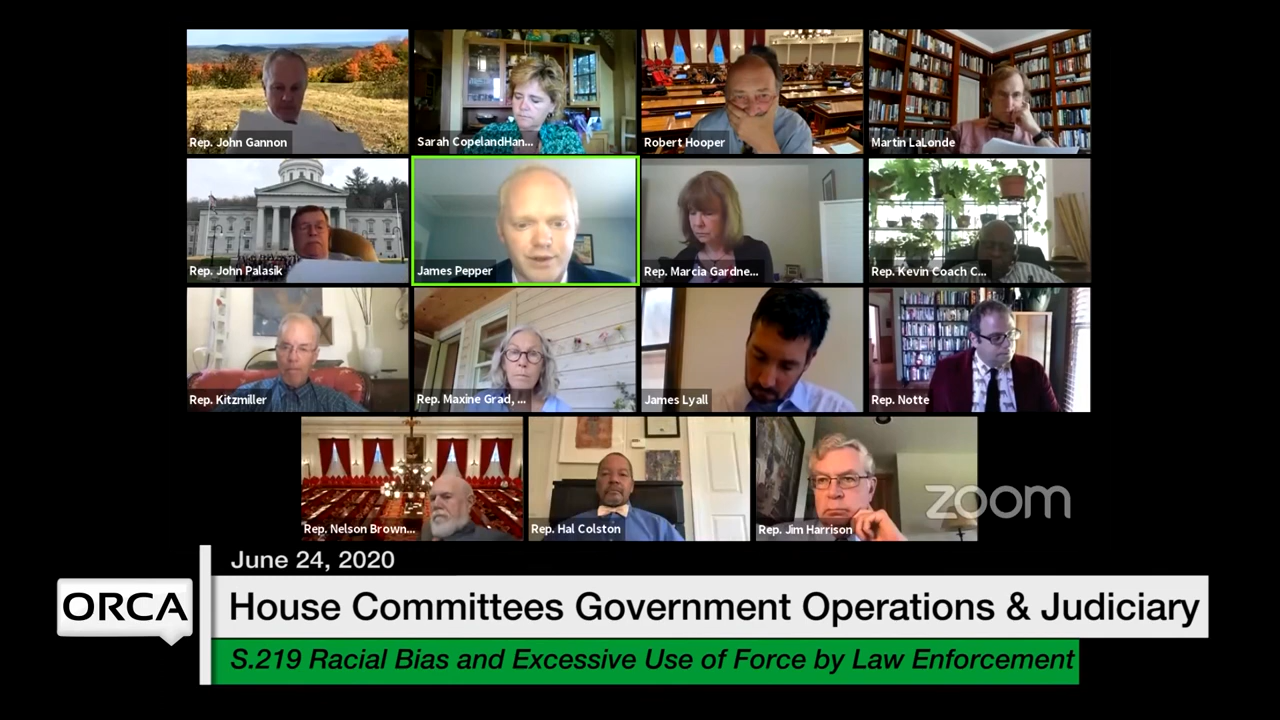 Rep. John Gannon
Sarah CopelandHan...
Robert Hooper
Martin LaLonde
Rep. John Palasik
James Pepper
Rep. Marcia Gardne...
Rep. Kevin Coach C...
Rep. Kitzmiller
Rep. Maxine Grad, ...
James Lyall
Rep. Notte
Rep. Nelson Brown...
Rep. Hal Colston
Rep. Jim Harrison
zoom
June 24, 2020
ORCA
House Committees Government Operations & Judiciary
S.219 Racial Bias and Excessive Use of Force by Law Enforcement